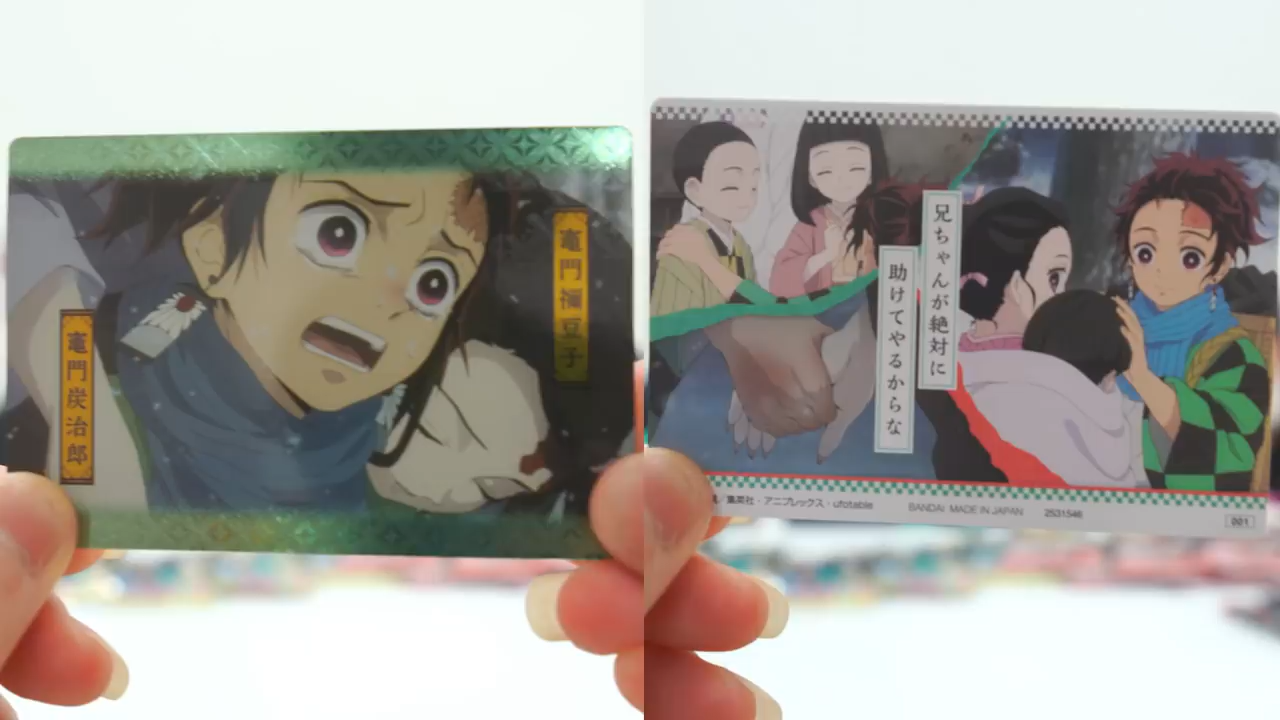 竈門炭治郎
竈門禰豆子
兄ちゃんが絶対に
助けてやるからな
／集英社・アニプレックス・ufotable
BANDAI MADE IN JAPAN
2531546
001